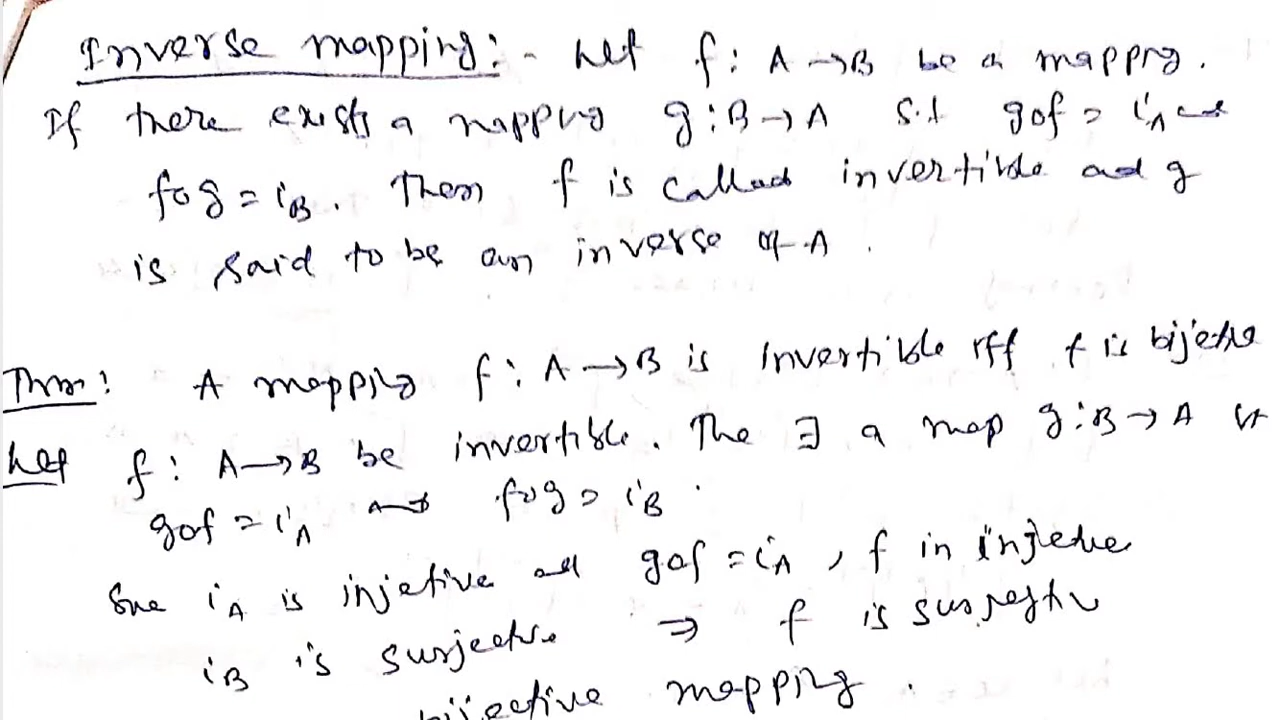 Inverse mapping:- Let f: A→B be a mapping.
If there exists a mapping g: B→A s.t gof = iA and
fog = iB. Then f is called invertible and g
is said to be an inverse of A.
Thm: A mapping f: A→B is invertible iff f is bijective
Let f: A→B be invertible. The ∃ a map g: B→A st
gof = iA and fog = iB.
Sne iA is injetive and gof = iA, f in injective
iB is surjective ⇒ f is surjective
bijective mapping.